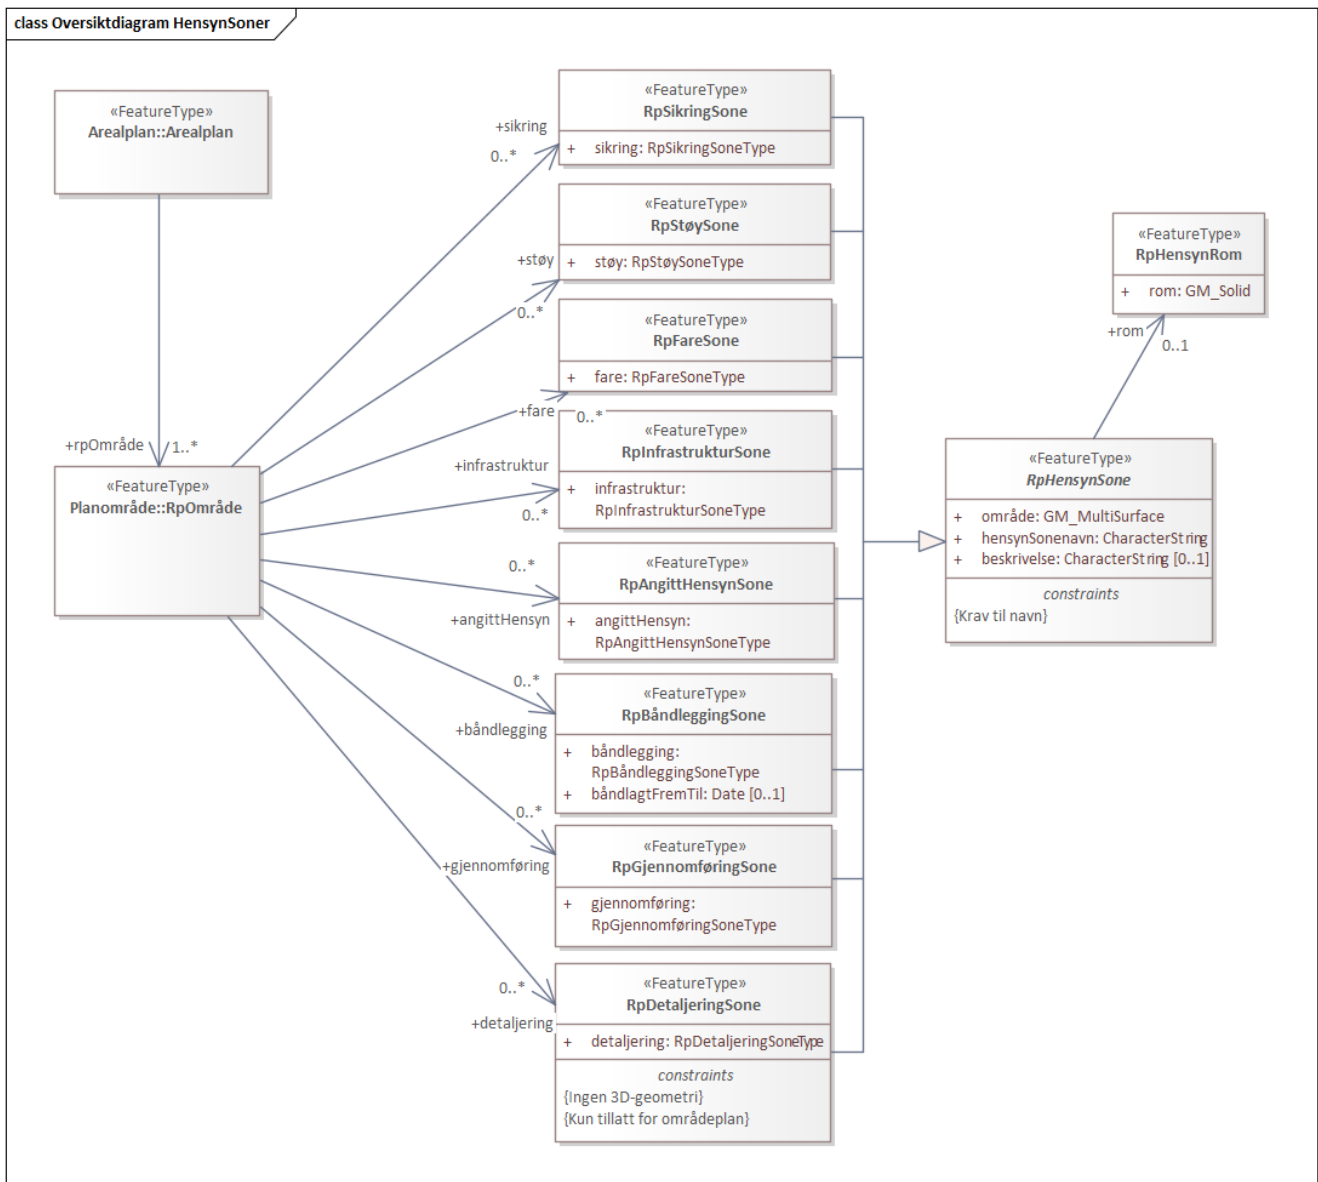 class Oversiktdiagram HensynSoner
«FeatureType»
Arealplan::Arealplan
+rpOmråde
1..*
«FeatureType»
Planområde::RpOmråde
+sikring
0..*
«FeatureType»
RpSikringSone
+ sikring: RpSikringSoneType
+støy
0..*
«FeatureType»
RpStøySone
+ støy: RpStøySoneType
+fare
0..*
«FeatureType»
RpFareSone
+ fare: RpFareSoneType
+infrastruktur
0..*
«FeatureType»
RpInfrastrukturSone
+ infrastruktur:
RpInfrastrukturSoneType
0..*
+angittHensyn
«FeatureType»
RpAngittHensynSone
+ angittHensyn:
RpAngittHensynSoneType
0..*
+båndlegging
«FeatureType»
RpBåndleggingSone
+ båndlegging:
RpBåndleggingSoneType
+ båndlagtFremTil: Date [0..1]
0..*
+gjennomføring
«FeatureType»
RpGjennomføringSone
+ gjennomføring:
RpGjennomføringSoneType
0..*
+detaljering
«FeatureType»
RpDetaljeringSone
+ detaljering: RpDetaljeringSoneType
constraints
{Ingen 3D-geometri}
{Kun tillatt for områdeplan}
«FeatureType»
RpHensynRom
+ rom: GM_Solid
+rom
0..1
«FeatureType»
RpHensynSone
+ område: GM_MultiSurface
+ hensynSonenavn: CharacterString
+ beskrivelse: CharacterString [0..1]
constraints
{Krav til navn}